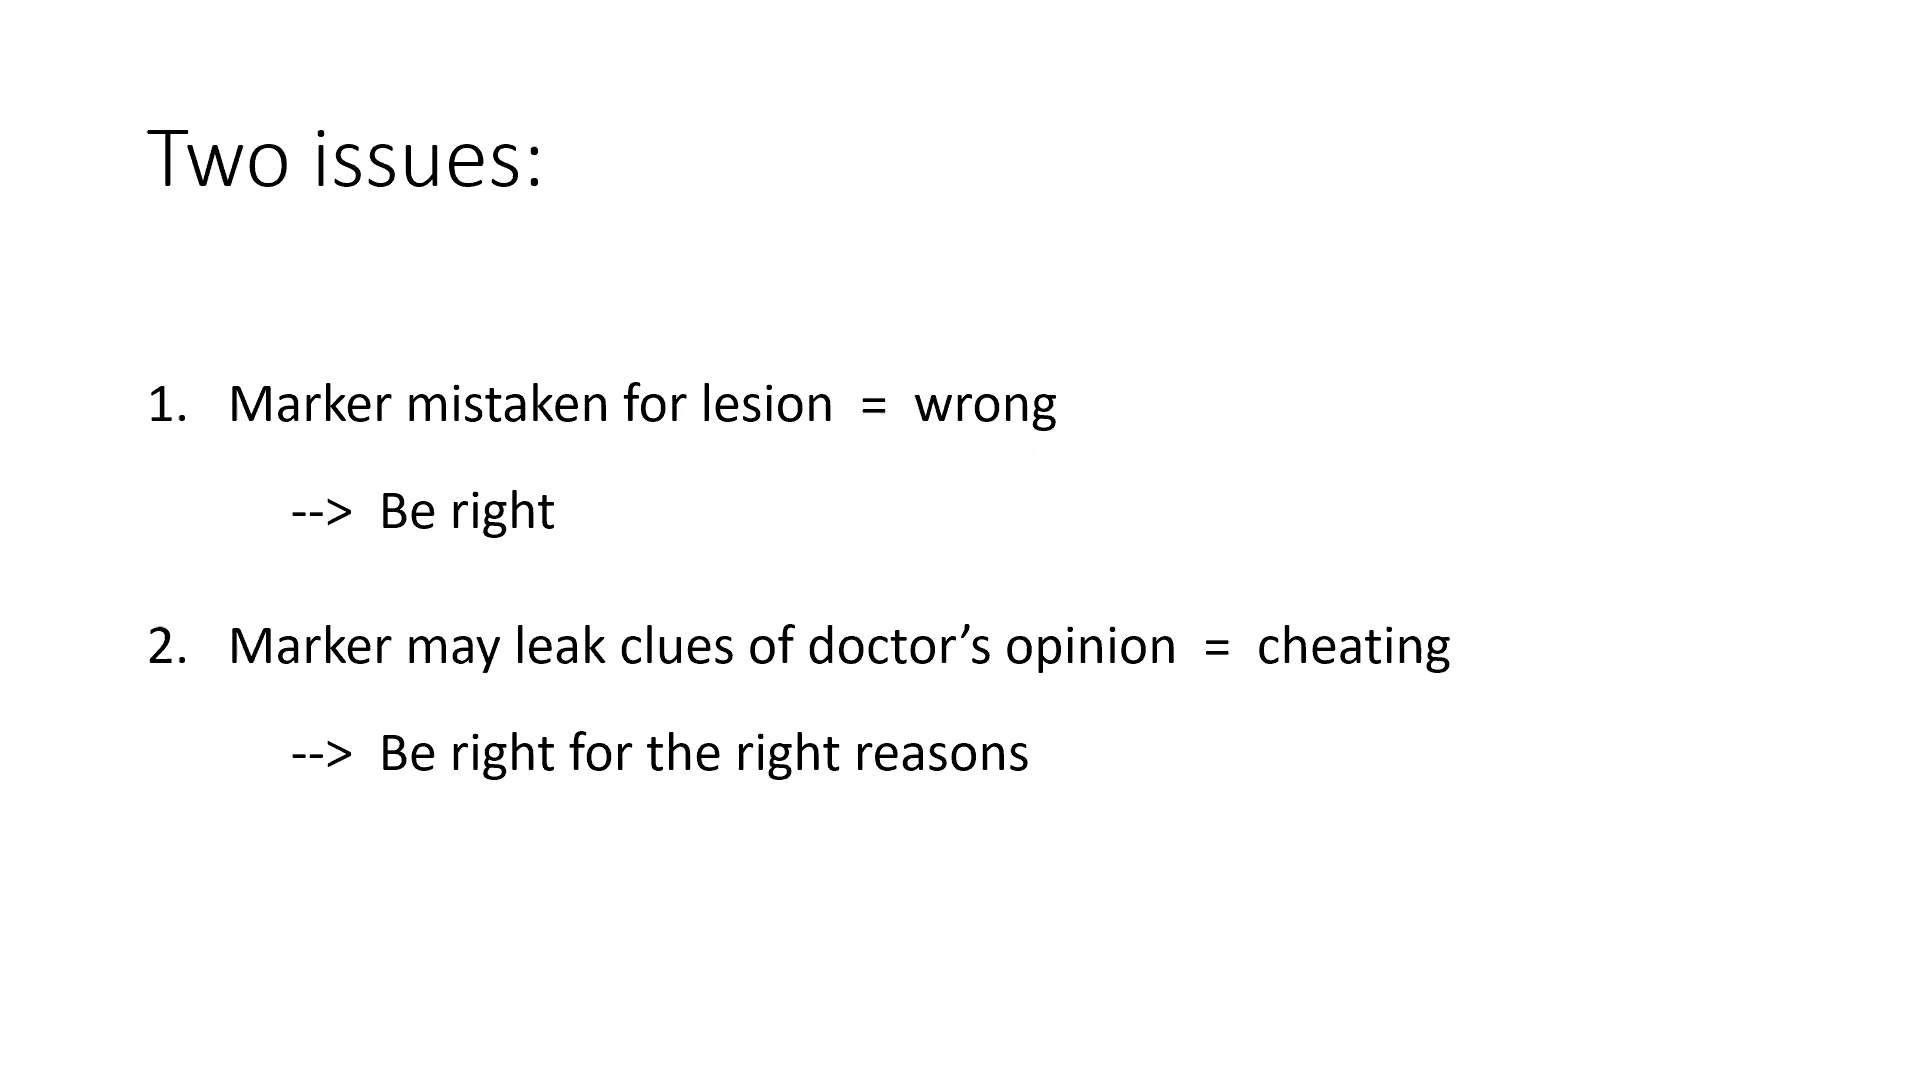 Two issues:
1. Marker mistaken for lesion = wrong
--> Be right
2. Marker may leak clues of doctor’s opinion = cheating
--> Be right for the right reasons